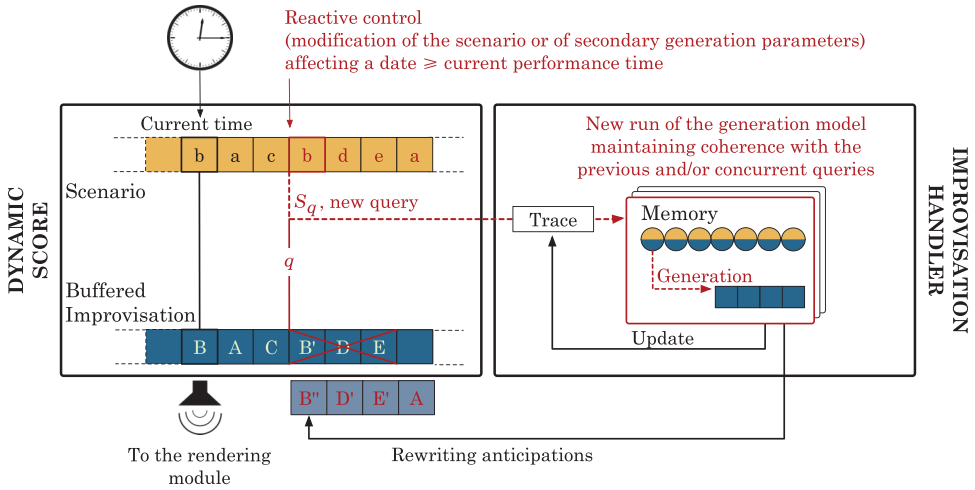 Reactive control
(modification of the scenario or of secondary generation parameters)
affecting a date ⩾ current performance time
Current time
b a c b d e a
Scenario
S_q, new query
q
Buffered
Improvisation
B A C B' D E
B'' D' E' A
To the rendering
module
DYNAMIC
SCORE
New run of the generation model
maintaining coherence with the
previous and/or concurrent queries
Trace
Memory
Generation
Update
Rewriting anticipations
IMPROVISATION
HANDLER